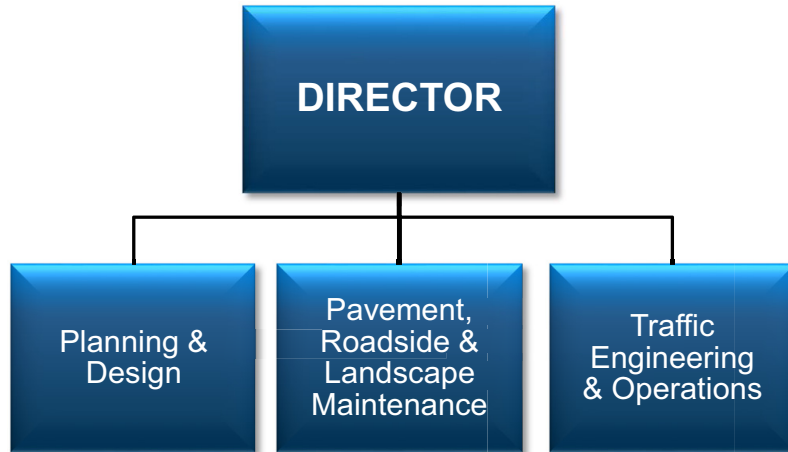 DIRECTOR
Planning &
Design
Pavement,
Roadside &
Landscape
Maintenance
Traffic
Engineering
& Operations